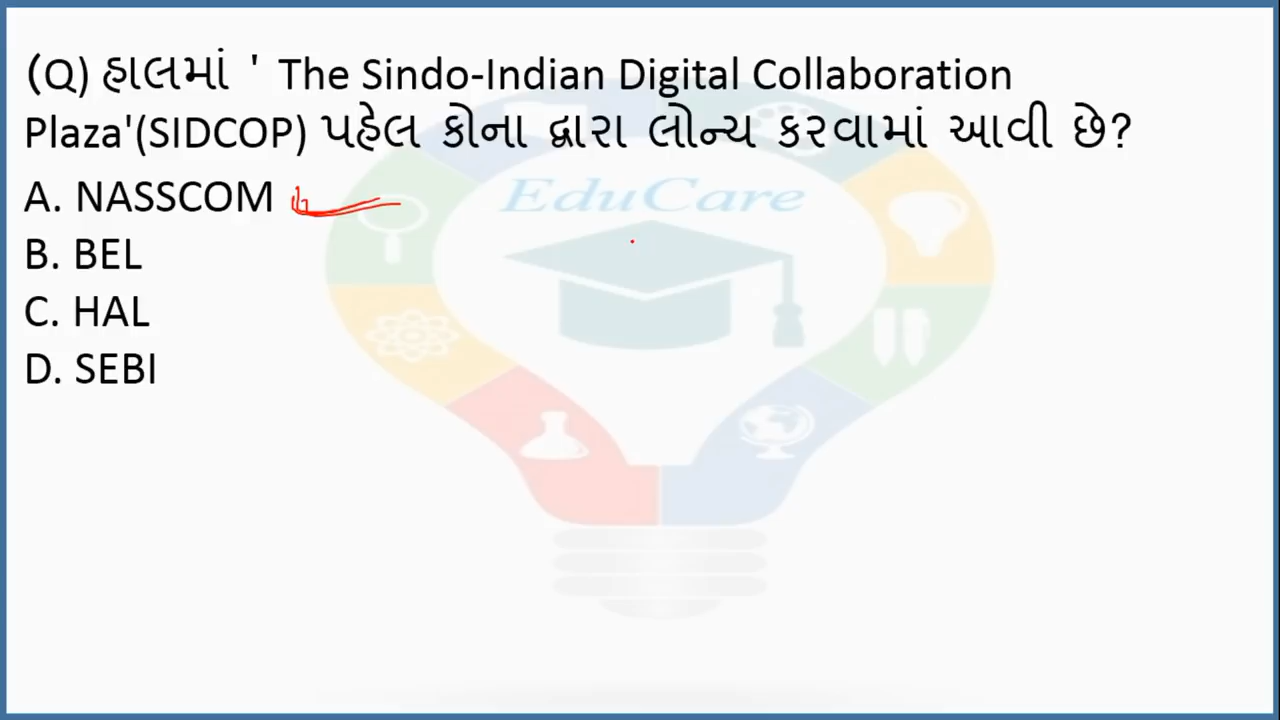 (Q) હાલમાં ' The Sindo-Indian Digital Collaboration
Plaza'(SIDCOP) પહેલ કોના દ્વારા લોન્ચ કરવામાં આવી છે?
A. NASSCOM
EduCare
B. BEL
C. HAL
D. SEBI